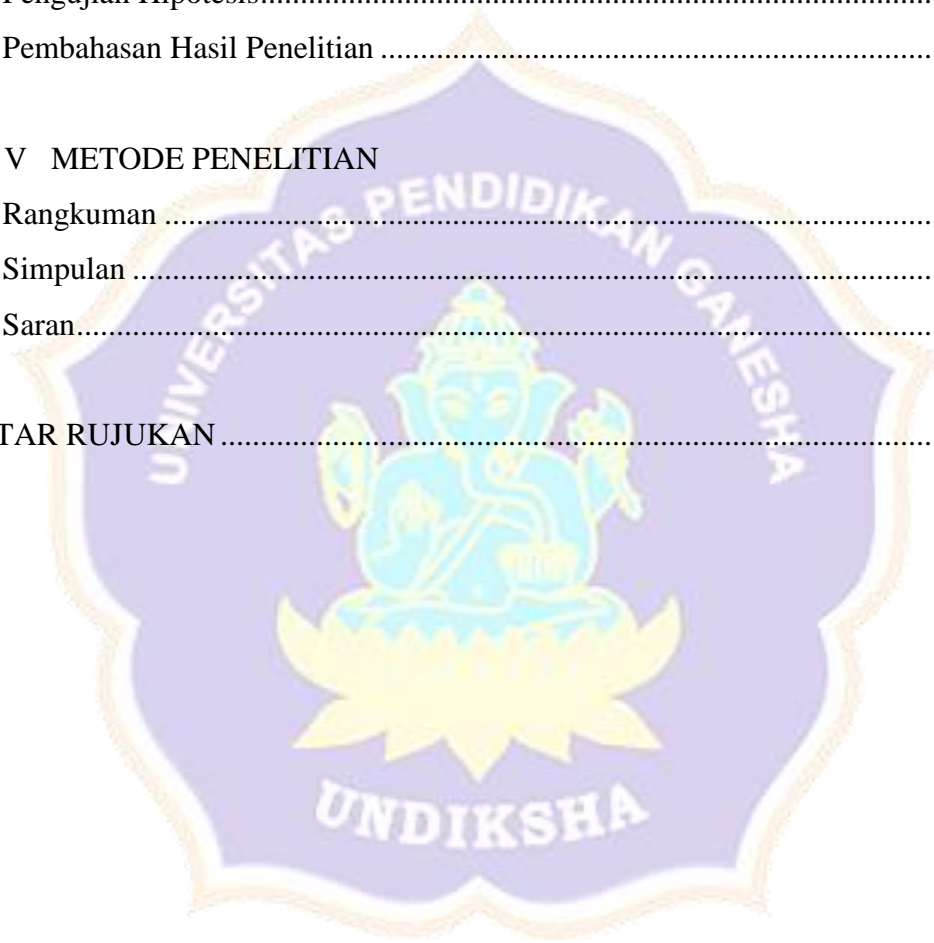 Pengujian Hipotesis....................................................................................
Pembahasan Hasil Penelitian ......................................................................
V METODE PENELITIAN
Rangkuman .................................................................................................
Simpulan .....................................................................................................
Saran............................................................................................................
TAR RUJUKAN ..........................................................................................
UNIVERSITAS PENDIDIKAN GANESHA
UNDIKSHA